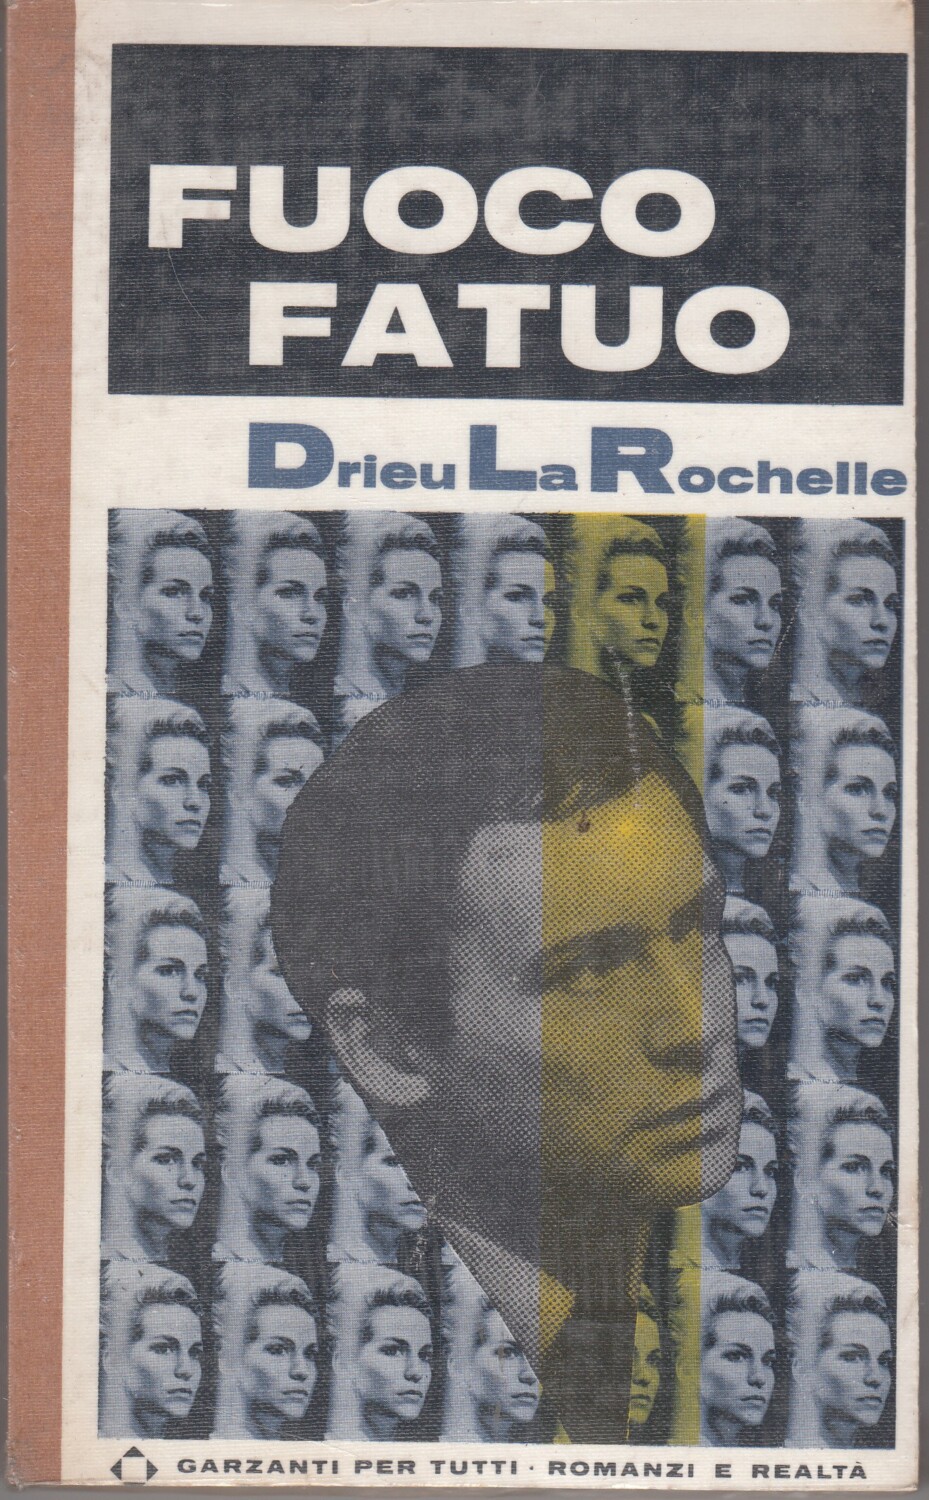 FUOCO
FATUO
Drieu La Rochelle
GARZANTI PER TUTTI · ROMANZI E REALTÀ